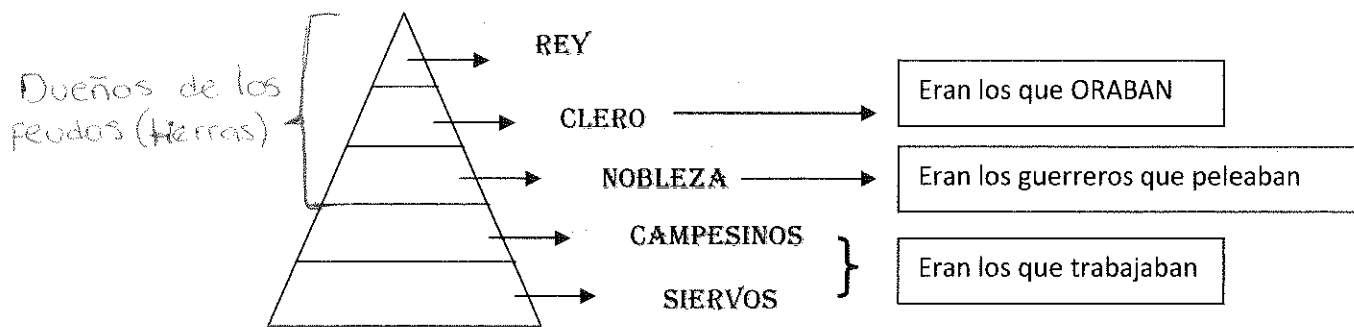 Dueños de los
feudos (tierras)
REY
CLERO
Eran los que ORABAN
NOBLEZA
Eran los guerreros que peleaban
CAMPESINOS
SIERVOS
Eran los que trabajaban